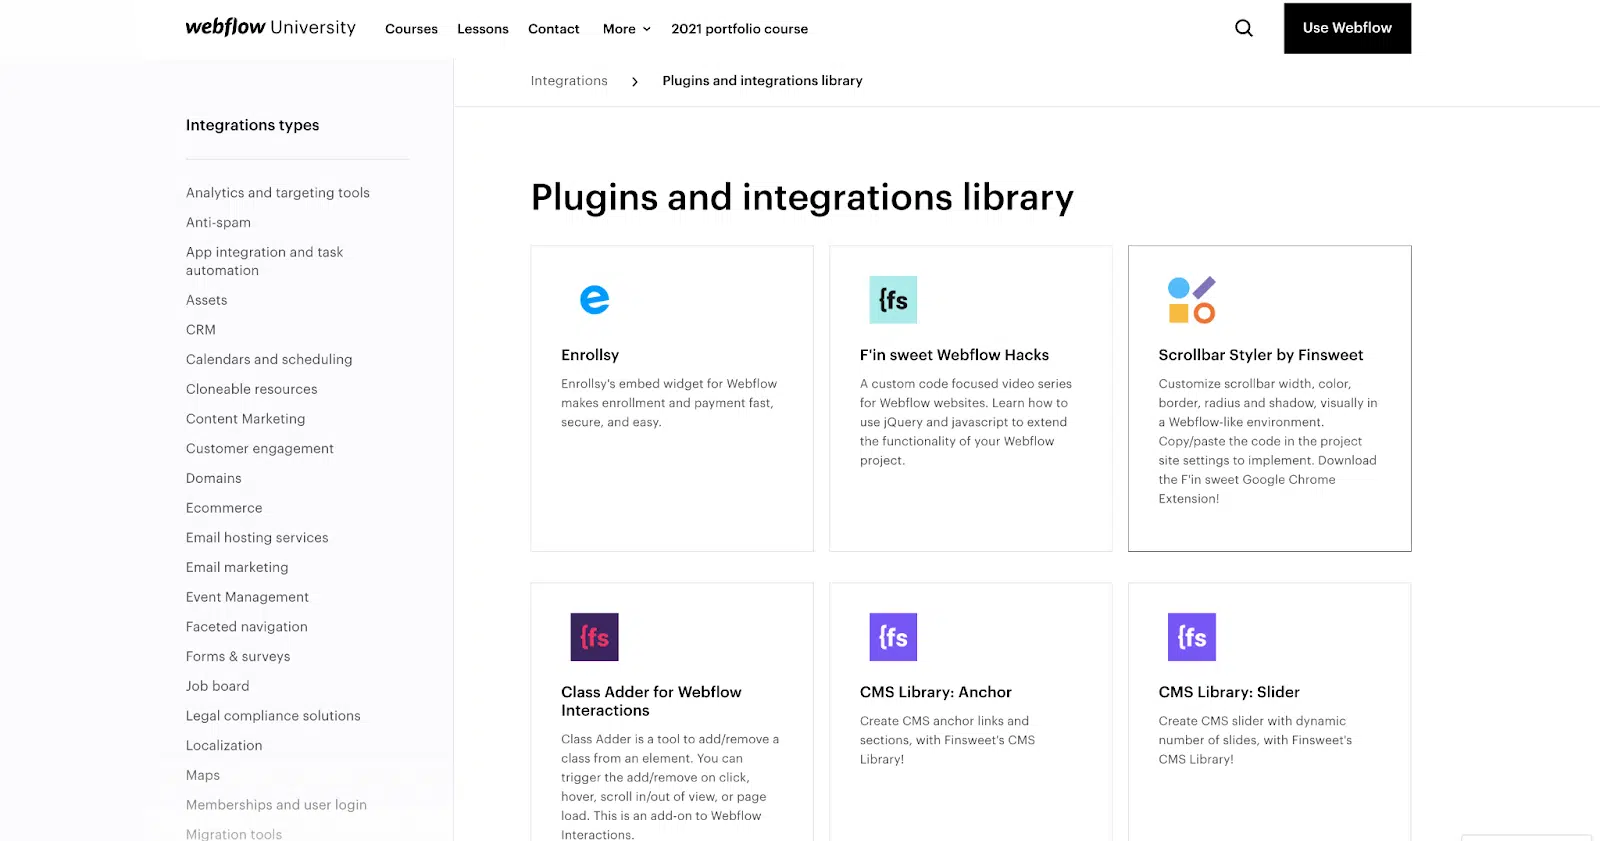 webflow University
Courses
Lessons
Contact
More
2021 portfolio course
Use Webflow
Integrations
Plugins and integrations library
Integrations types
Analytics and targeting tools
Anti-spam
App integration and task
automation
Assets
CRM
Calendars and scheduling
Cloneable resources
Content Marketing
Customer engagement
Domains
Ecommerce
Email hosting services
Email marketing
Event Management
Faceted navigation
Forms & surveys
Job board
Legal compliance solutions
Localization
Maps
Memberships and user login
Migration tools
Plugins and integrations library
e
Enrollsy
Enrollsy's embed widget for Webflow
makes enrollment and payment fast,
secure, and easy.
{fs
F'in sweet Webflow Hacks
A custom code focused video series
for Webflow websites. Learn how to
use jQuery and javascript to extend
the functionality of your Webflow
project.
Scrollbar Styler by Finsweet
Customize scrollbar width, color,
border, radius and shadow, visually in
a Webflow-like environment.
Copy/paste the code in the project
site settings to implement. Download
the F'in sweet Google Chrome
Extension!
{fs
Class Adder for Webflow
Interactions
Class Adder is a tool to add/remove a
class from an element. You can
trigger the add/remove on click,
hover, scroll in/out of view, or page
load. This is an add-on to Webflow
Interactions.
{fs
CMS Library: Anchor
Create CMS anchor links and
sections, with Finsweet's CMS
Library!
{fs
CMS Library: Slider
Create CMS slider with dynamic
number of slides, with Finsweet's
CMS Library!